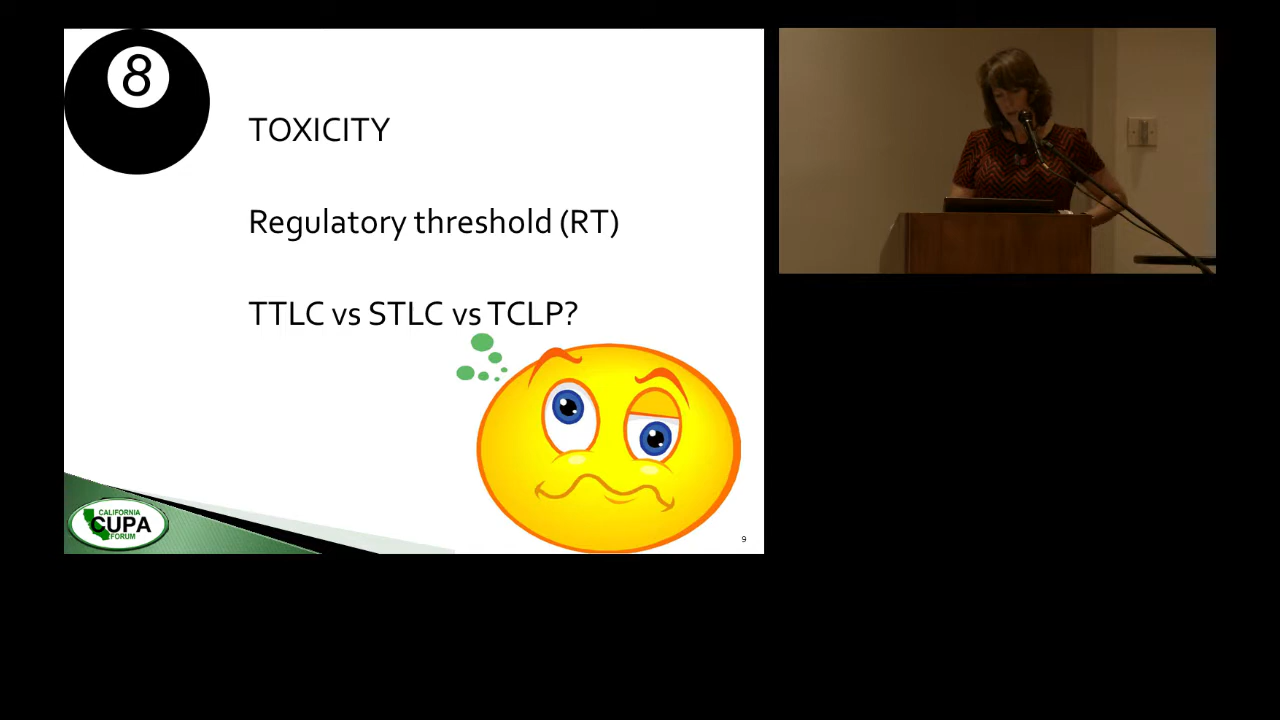 8
TOXICITY
Regulatory threshold (RT)
TTLC vs STLC vs TCLP?
CALIFORNIA
CUPA
FORUM
9